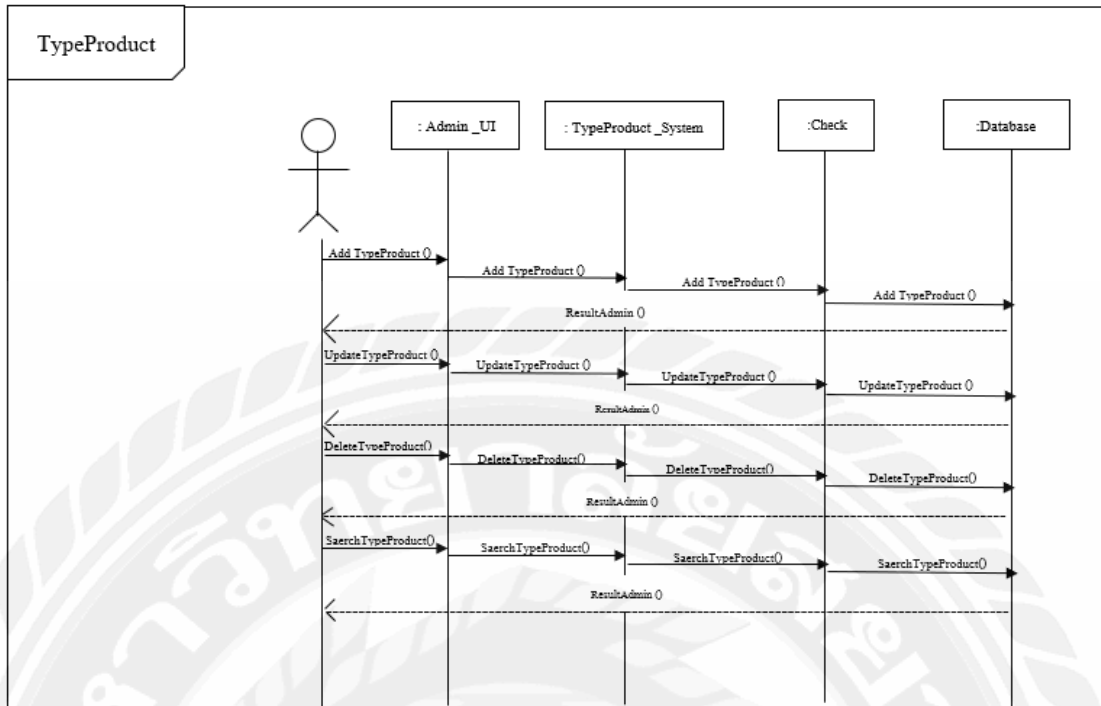 TypeProduct
: Admin _UI
: TypeProduct _System
:Check
:Database
Add TypeProduct ()
Add TypeProduct ()
Add TypeProduct ()
Add TypeProduct ()
ResultAdmin ()
UpdateTypeProduct ()
UpdateTypeProduct ()
UpdateTypeProduct ()
UpdateTypeProduct ()
ResultAdmin ()
DeleteTypeProduct()
DeleteTypeProduct()
DeleteTypeProduct()
DeleteTypeProduct()
ResultAdmin ()
SaerchTypeProduct()
SaerchTypeProduct()
SaerchTypeProduct()
SaerchTypeProduct()
ResultAdmin ()